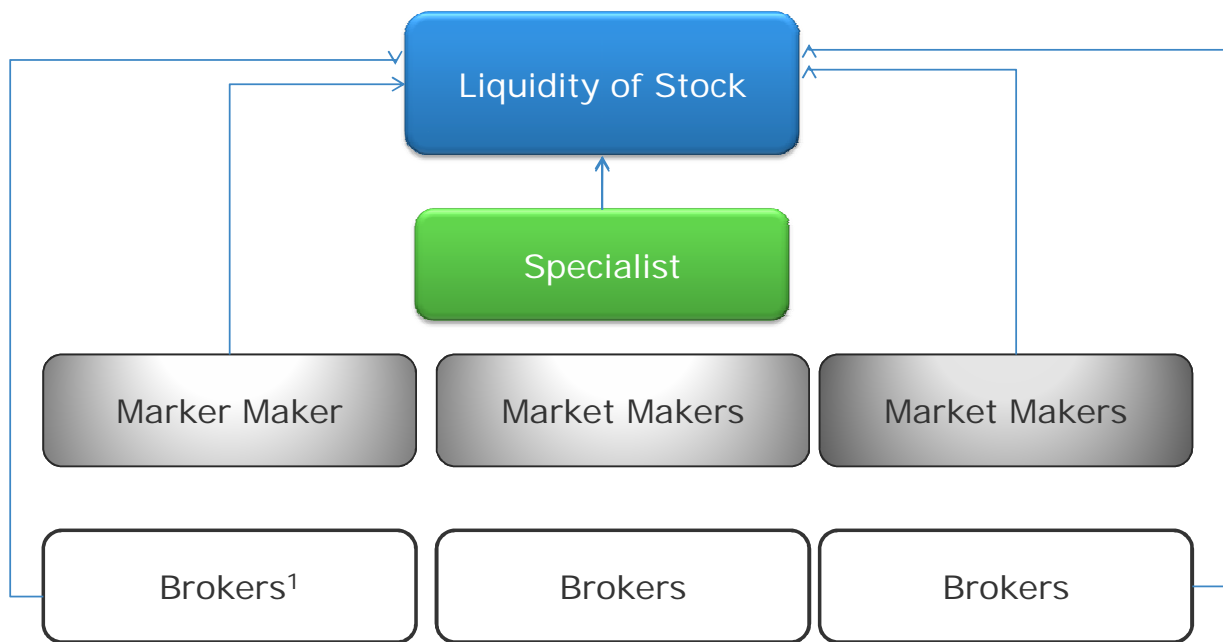 Liquidity of Stock
Specialist
Marker Maker
Market Makers
Market Makers
Brokers¹
Brokers
Brokers